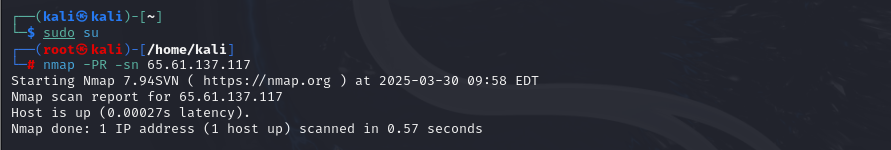 ┌──(kali㉿kali)-[~]
└─$ sudo su
┌──(root㉿kali)-[/home/kali]
└─# nmap -PR -sn 65.61.137.117
Starting Nmap 7.94SVN ( https://nmap.org ) at 2025-03-30 09:58 EDT
Nmap scan report for 65.61.137.117
Host is up (0.00027s latency).
Nmap done: 1 IP address (1 host up) scanned in 0.57 seconds